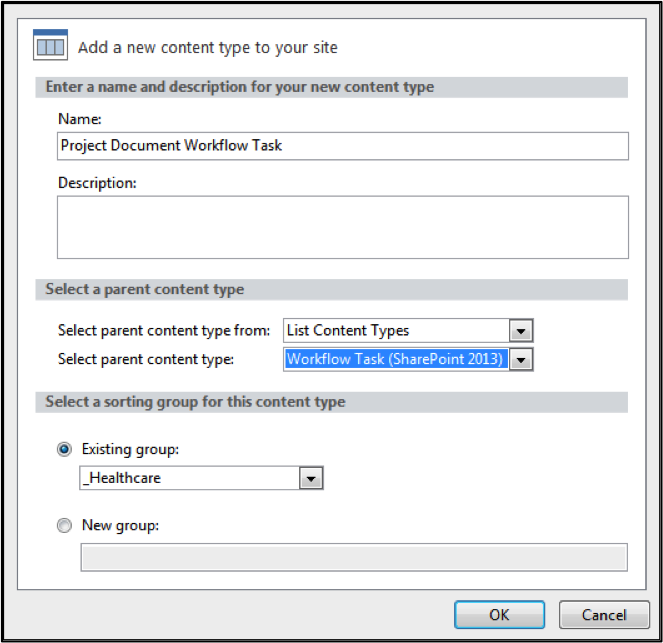 Add a new content type to your site
Enter a name and description for your new content type
Name:
Project Document Workflow Task
Description:
Select a parent content type
Select parent content type from: List Content Types
Select parent content type: Workflow Task (SharePoint 2013)
Select a sorting group for this content type
Existing group:
_Healthcare
New group:
OK Cancel